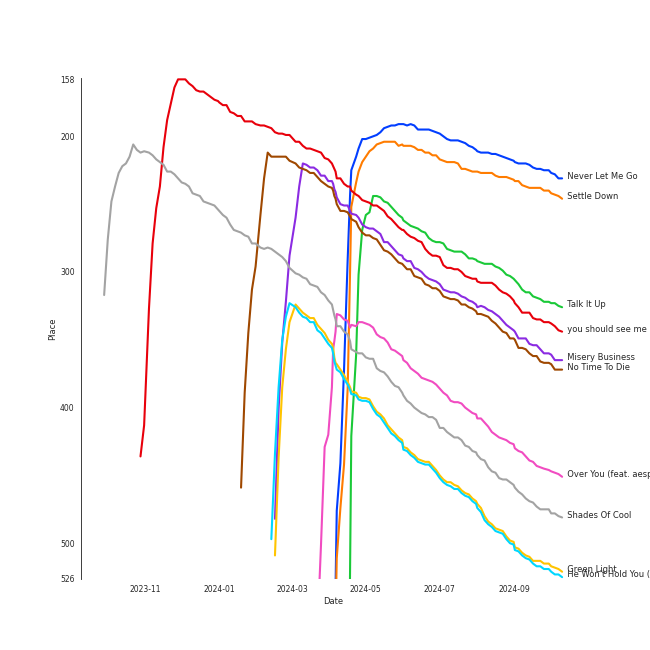 158
200
300
400
500
526
Place
2023-11
2024-01
2024-03
2024-05
2024-07
2024-09
Date
Never Let Me Go
Settle Down
Talk It Up
you should see me
Misery Business
No Time To Die
Over You (feat. aesp
Shades Of Cool
Green Light
He Won't Hold You (